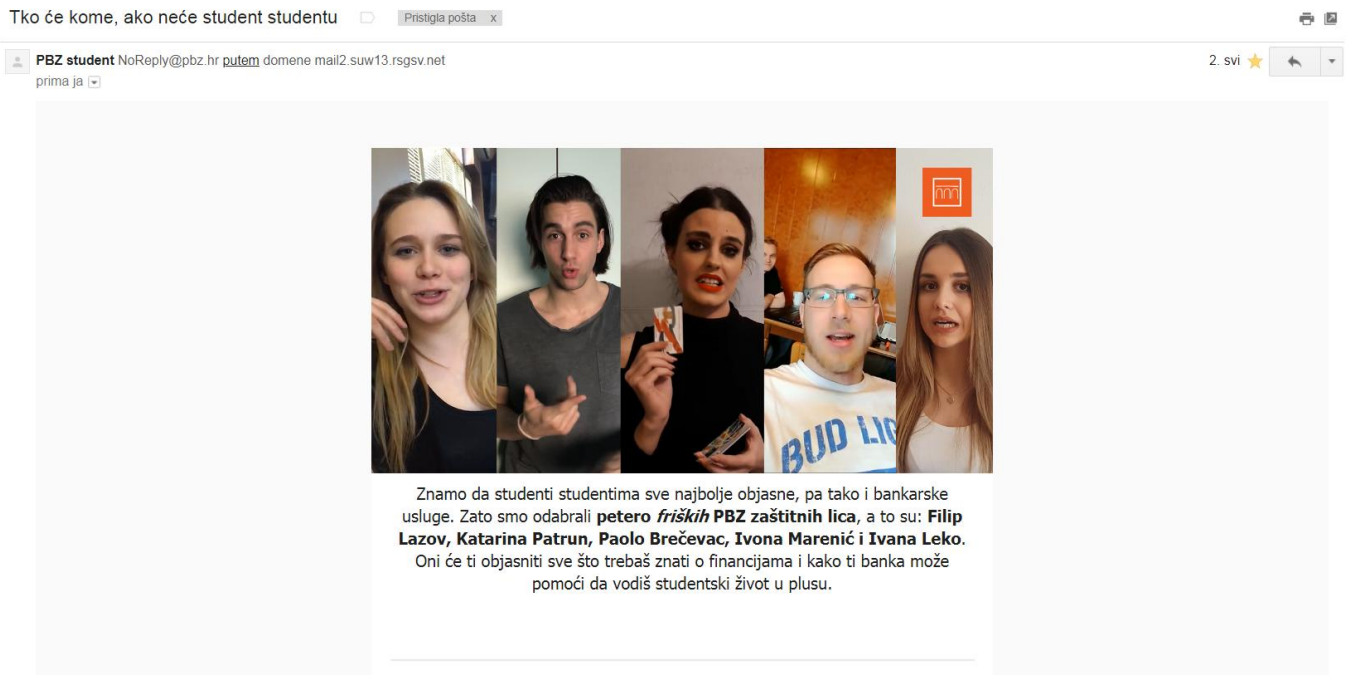 Tko će kome, ako neće student studentu
Pristigla pošta x
PBZ student NoReply@pbz.hr putem domene mail2.suw13.rsgsv.net
2. svi
prima ja
BUD LIG
Znamo da studenti studentima sve najbolje objasne, pa tako i bankarske
usluge. Zato smo odabrali petero friških PBZ zaštitnih lica, a to su: Filip
Lazov, Katarina Patrun, Paolo Brečevac, Ivona Marenić i Ivana Leko.
Oni će ti objasniti sve što trebaš znati o financijama i kako ti banka može
pomoći da vodiš studentski život u plusu.